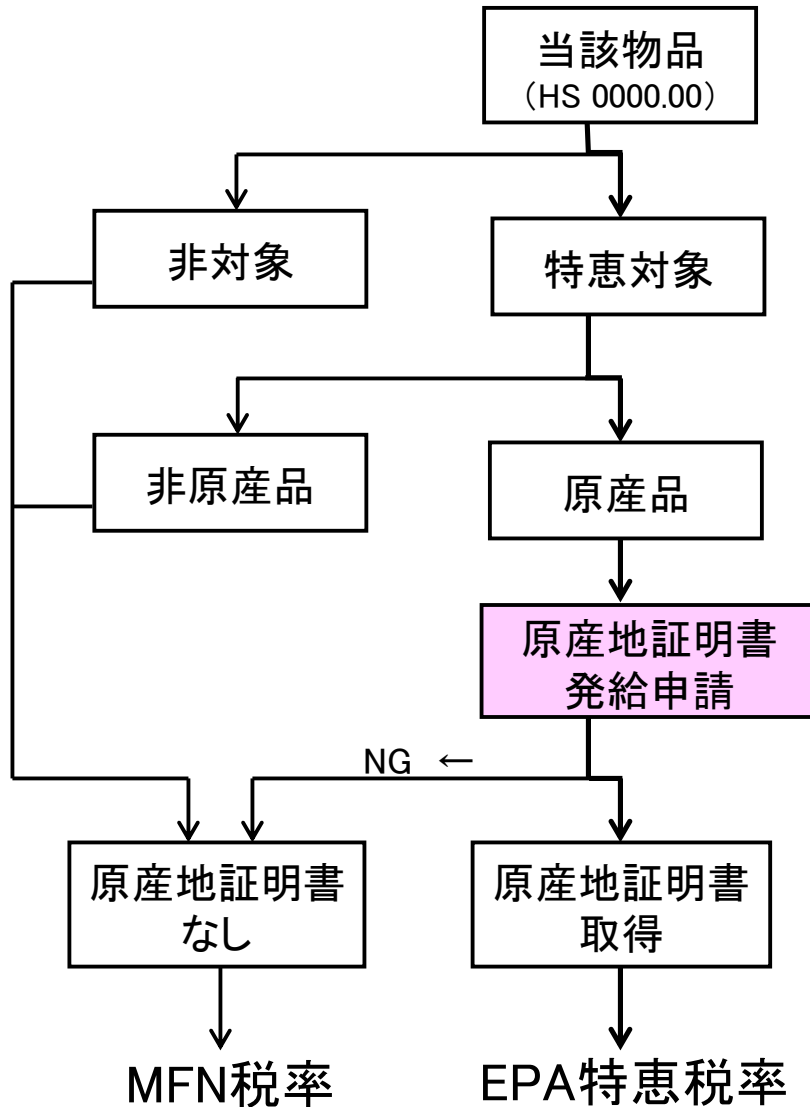 当該物品
（HS 0000.00）
非対象
特恵対象
非原産品
原産品
原産地証明書
発給申請
NG ←
原産地証明書
なし
原産地証明書
取得
MFN税率
EPA特恵税率